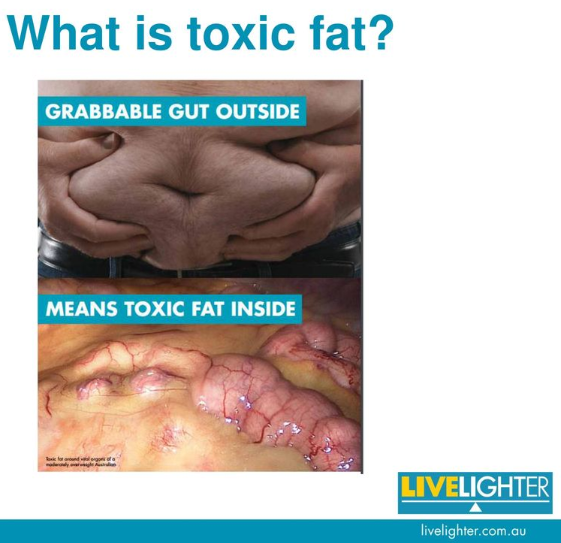 What is toxic fat?
GRABBABLE GUT OUTSIDE
MEANS TOXIC FAT INSIDE
Toxic fat around vital organs of a
moderately overweight Australian
LIVELIGHTER
livelighter.com.au